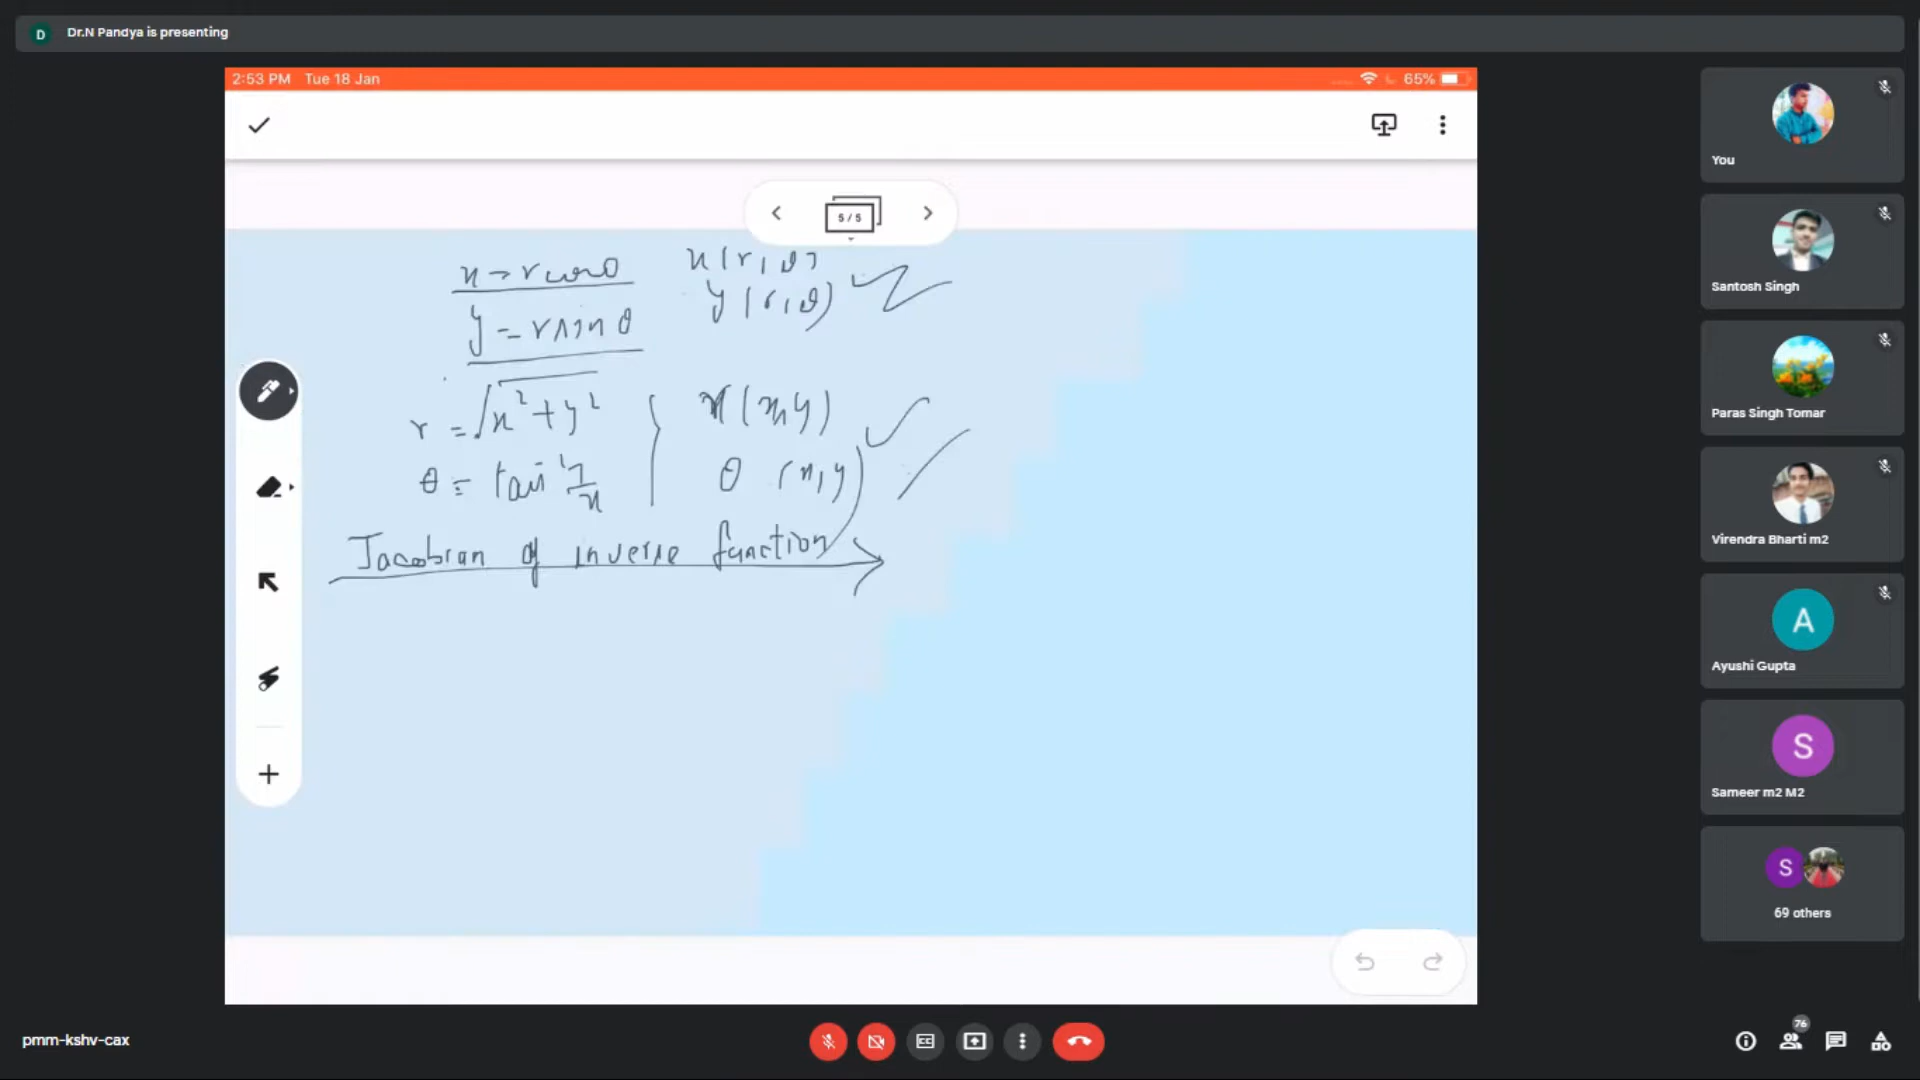 Dr.N Pandya is presenting
2:53 PM Tue 18 Jan
65%
5 / 5
x = r cos θ
x(r, θ)
y = r sin θ
y(r, θ)
r = √x² + y²
r(x, y)
θ = tan⁻¹ y/x
θ (x, y)
Jacobian of inverse function
You
Santosh Singh
Paras Singh Tomar
Virendra Bharti m2
A
Ayushi Gupta
S
Sameer m2 M2
S
69 others
pmm-kshv-cax
CC
76
D